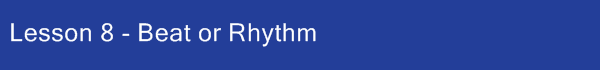 Lesson 8 - Beat or Rhythm